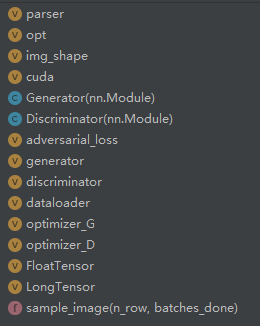 V parser
V opt
V img_shape
V cuda
C Generator(nn.Module)
C Discriminator(nn.Module)
V adversarial_loss
V generator
V discriminator
V dataloader
V optimizer_G
V optimizer_D
V FloatTensor
V LongTensor
f sample_image(n_row, batches_done)